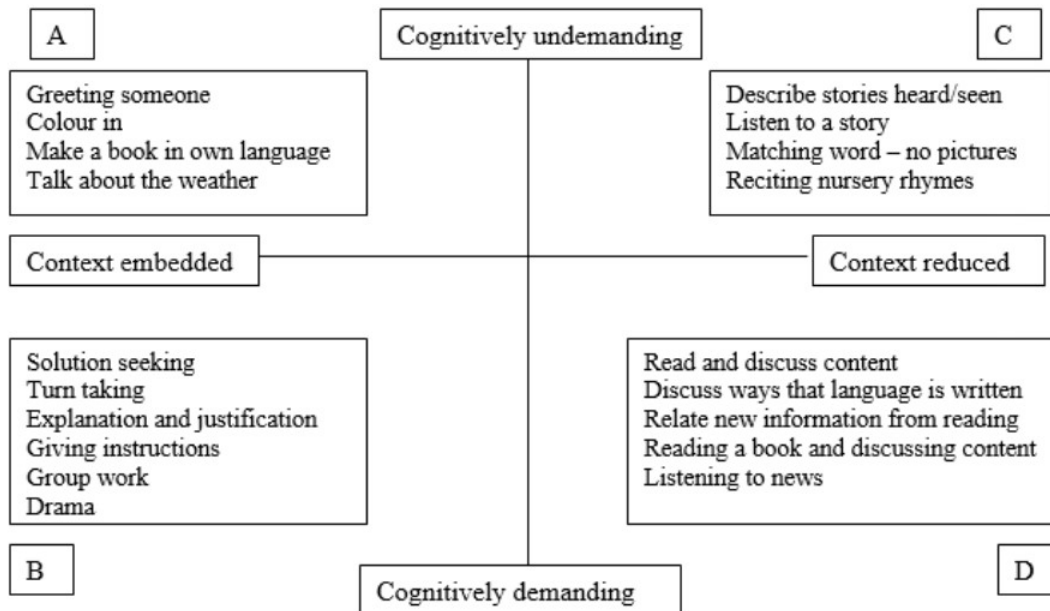 A
Cognitively undemanding
C
Greeting someone
Colour in
Make a book in own language
Talk about the weather
Describe stories heard/seen
Listen to a story
Matching word – no pictures
Reciting nursery rhymes
Context embedded
Context reduced
Solution seeking
Turn taking
Explanation and justification
Giving instructions
Group work
Drama
Read and discuss content
Discuss ways that language is written
Relate new information from reading
Reading a book and discussing content
Listening to news
B
Cognitively demanding
D